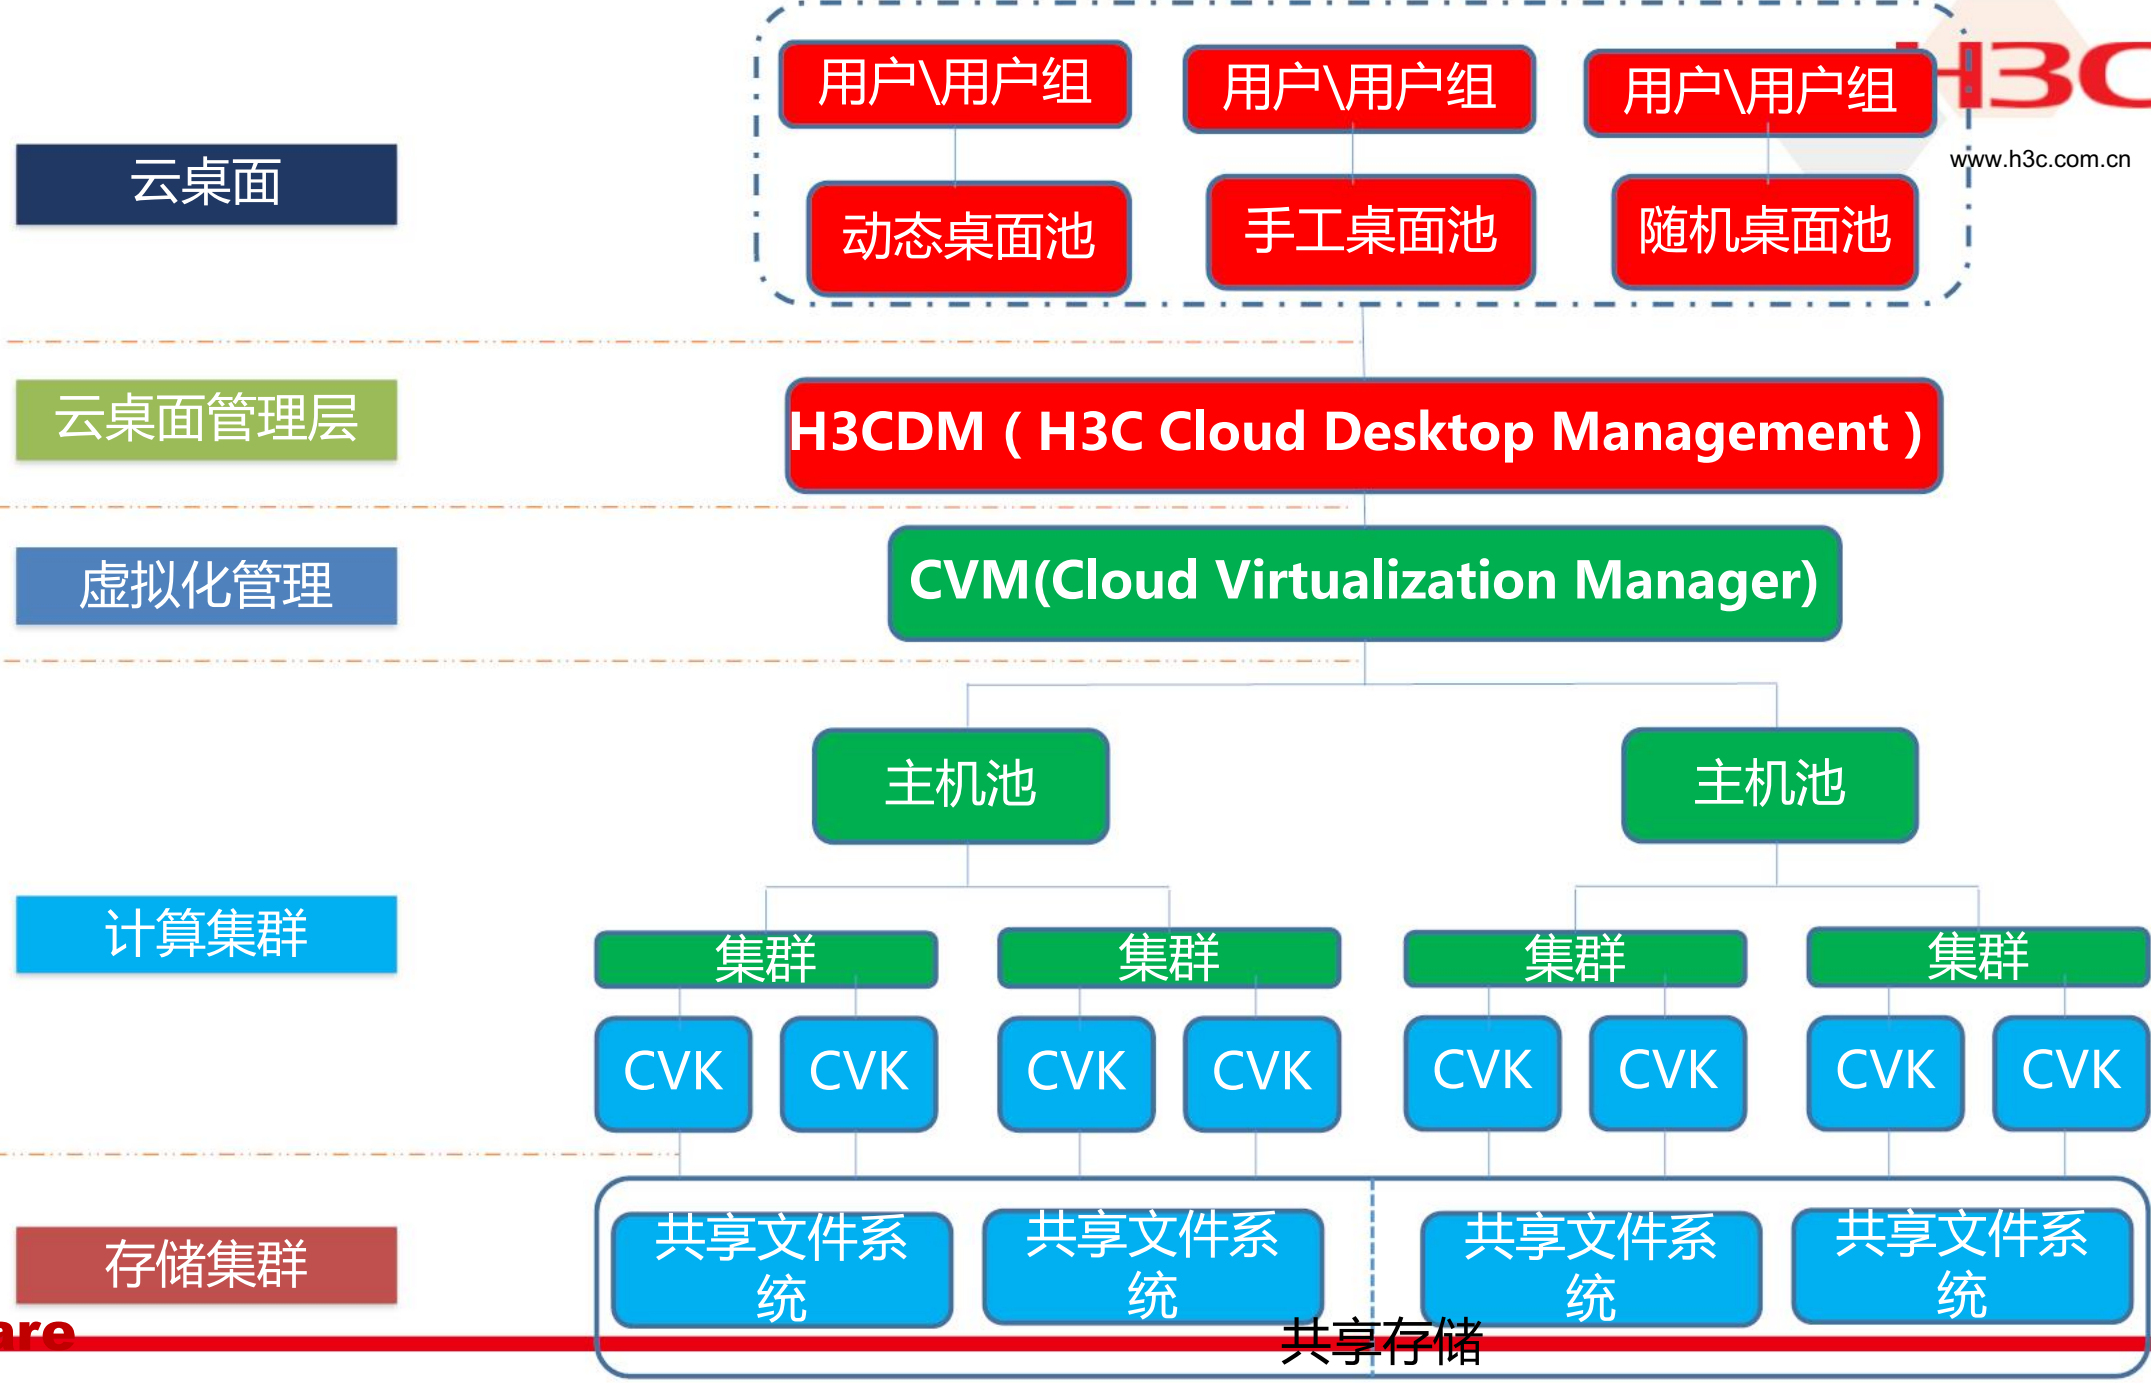 用户\用户组
用户\用户组
用户\用户组
H3C
www.h3c.com.cn
云桌面
动态桌面池
手工桌面池
随机桌面池
云桌面管理层
H3CDM（H3C Cloud Desktop Management）
虚拟化管理
CVM(Cloud Virtualization Manager)
主机池
主机池
计算集群
集群
集群
集群
集群
CVK
CVK
CVK
CVK
CVK
CVK
CVK
CVK
存储集群
共享文件系
统
共享文件系
统
共享文件系
统
共享文件系
统
共享存储